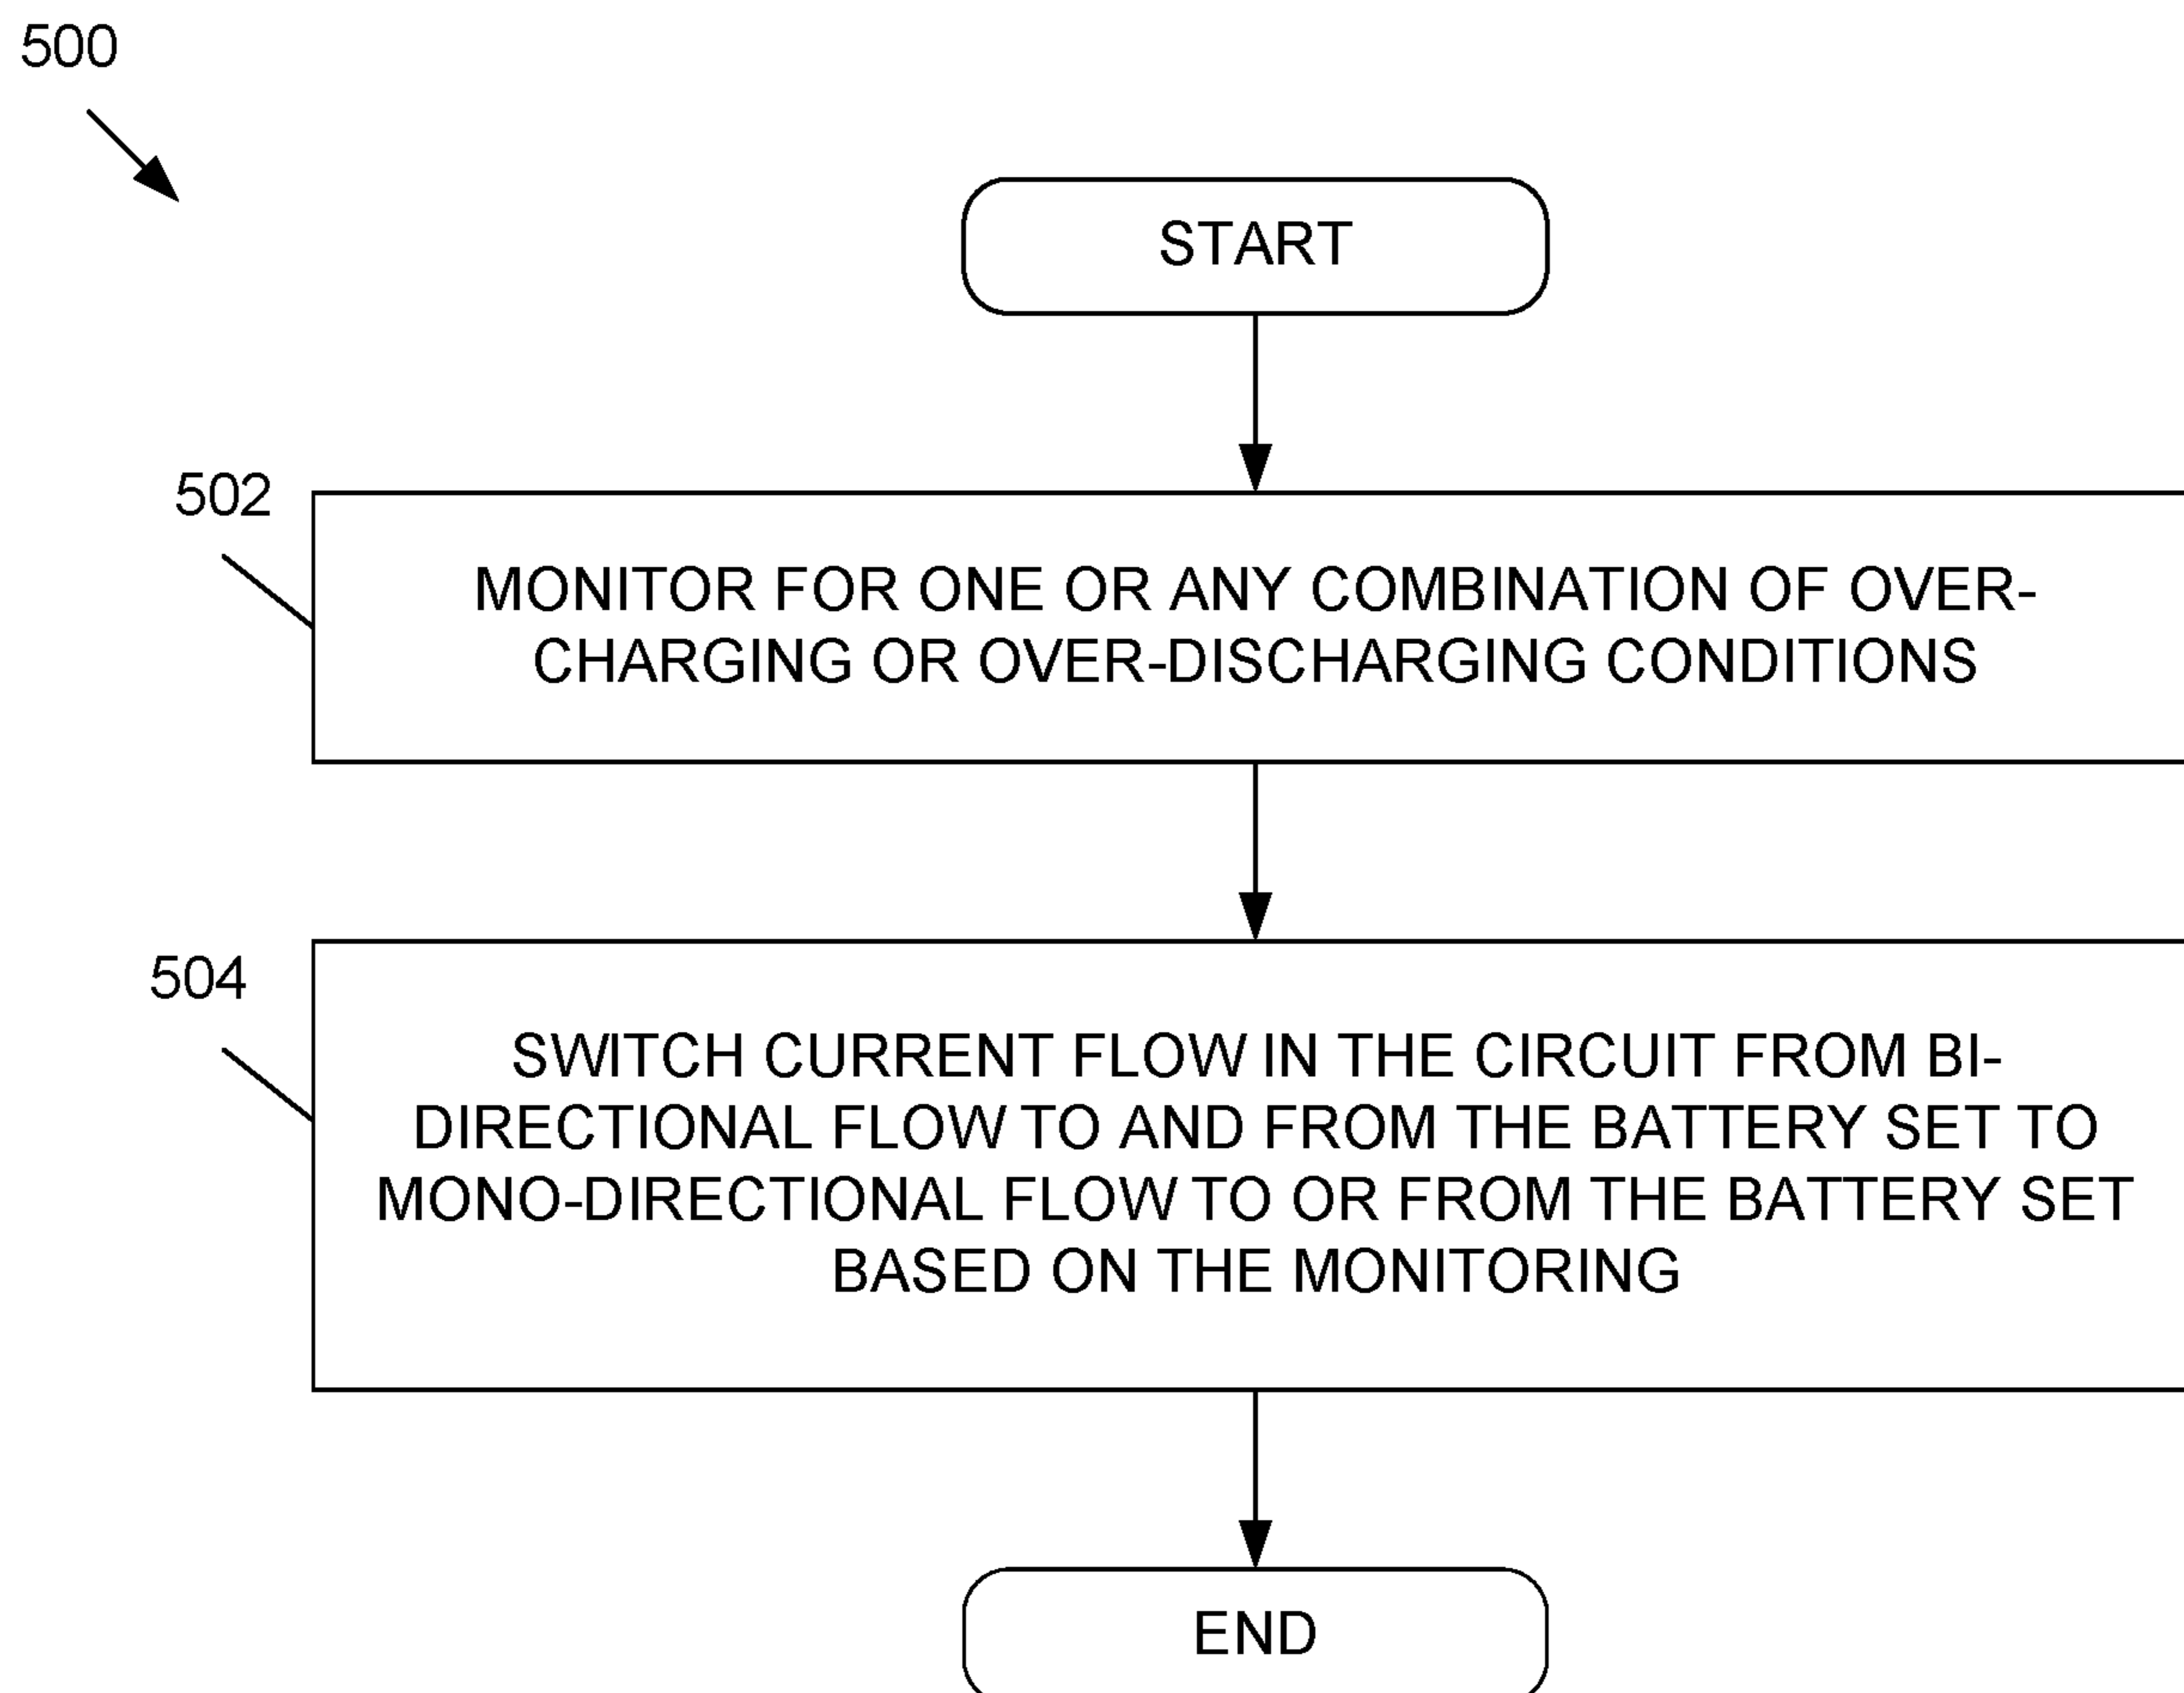 500
START
502
MONITOR FOR ONE OR ANY COMBINATION OF OVER-
CHARGING OR OVER-DISCHARGING CONDITIONS
504
SWITCH CURRENT FLOW IN THE CIRCUIT FROM BI-
DIRECTIONAL FLOW TO AND FROM THE BATTERY SET TO
MONO-DIRECTIONAL FLOW TO OR FROM THE BATTERY SET
BASED ON THE MONITORING
END